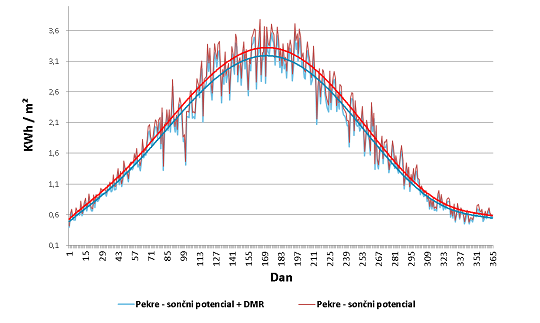 3,6
3,1
2,6
2,1
1,6
1,1
0,6
0,1
KWh / m²
1 15 29 43 57 71 85 99 113 127 141 155 169 183 197 211 225 239 253 267 281 295 309 323 337 351 365
Dan
Pekre - sončni potencial + DMR Pekre - sončni potencial